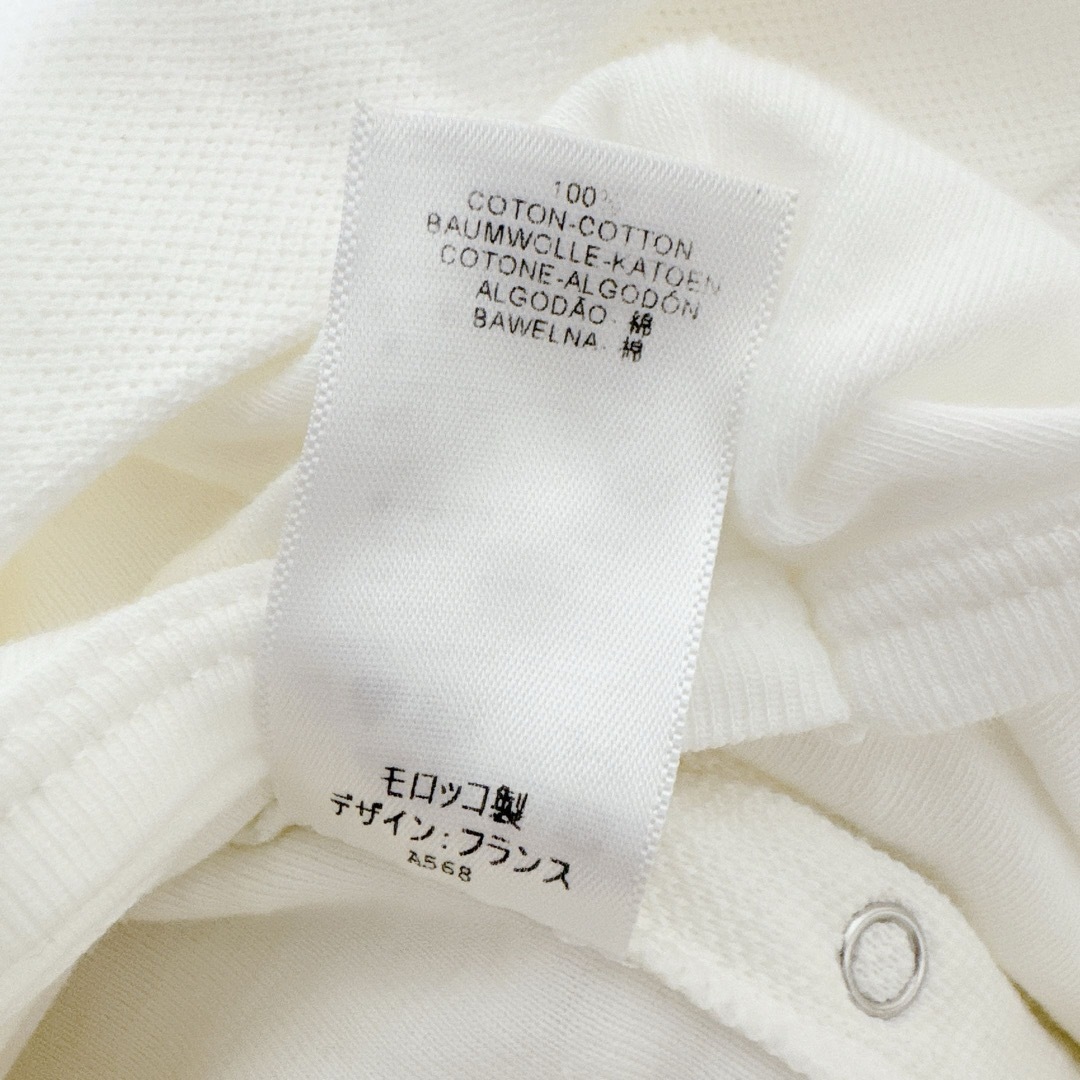 100%
COTON-COTTON
BAUMWOLLE-KATOEN
COTONE-ALGODÓN
ALGODÃO-綿
BAWELNA-綿
モロッコ製
デザイン:フランス
A568